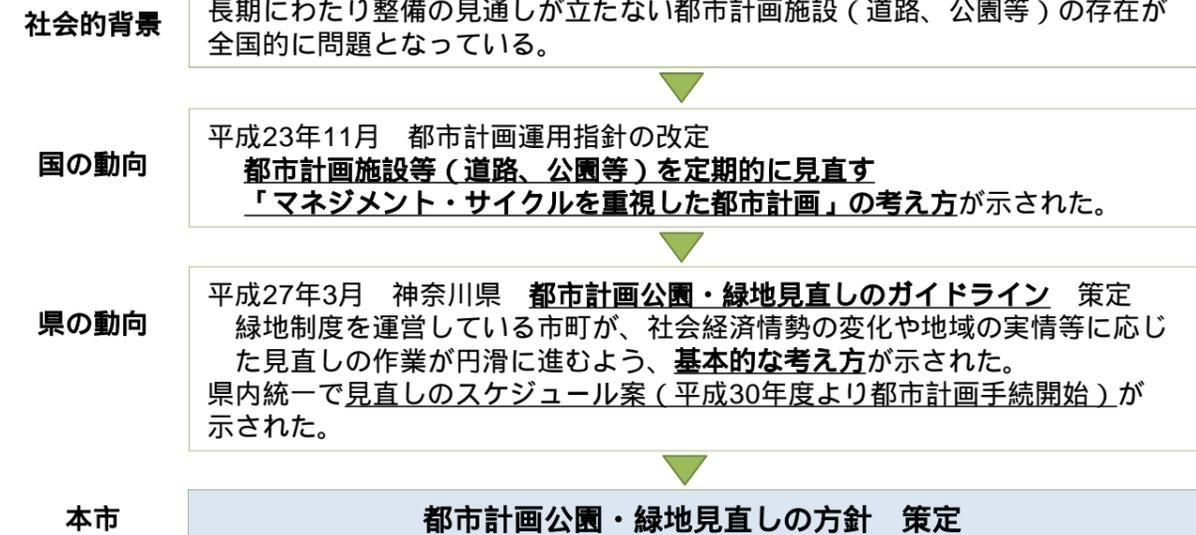 社会的背景
長期にわたり整備の見通しが立たない都市計画施設（道路、公園等）の存在が
全国的に問題となっている。
国の動向
平成23年11月　都市計画運用指針の改定
都市計画施設等（道路、公園等）を定期的に見直す
「マネジメント・サイクルを重視した都市計画」の考え方が示された。
県の動向
平成27年3月　神奈川県　都市計画公園・緑地見直しのガイドライン　策定
緑地制度を運営している市町が、社会経済情勢の変化や地域の実情等に応じ
た見直しの作業が円滑に進むよう、基本的な考え方が示された。
県内統一で見直しのスケジュール案（平成30年度より都市計画手続開始）が
示された。
本市
都市計画公園・緑地見直しの方針　策定